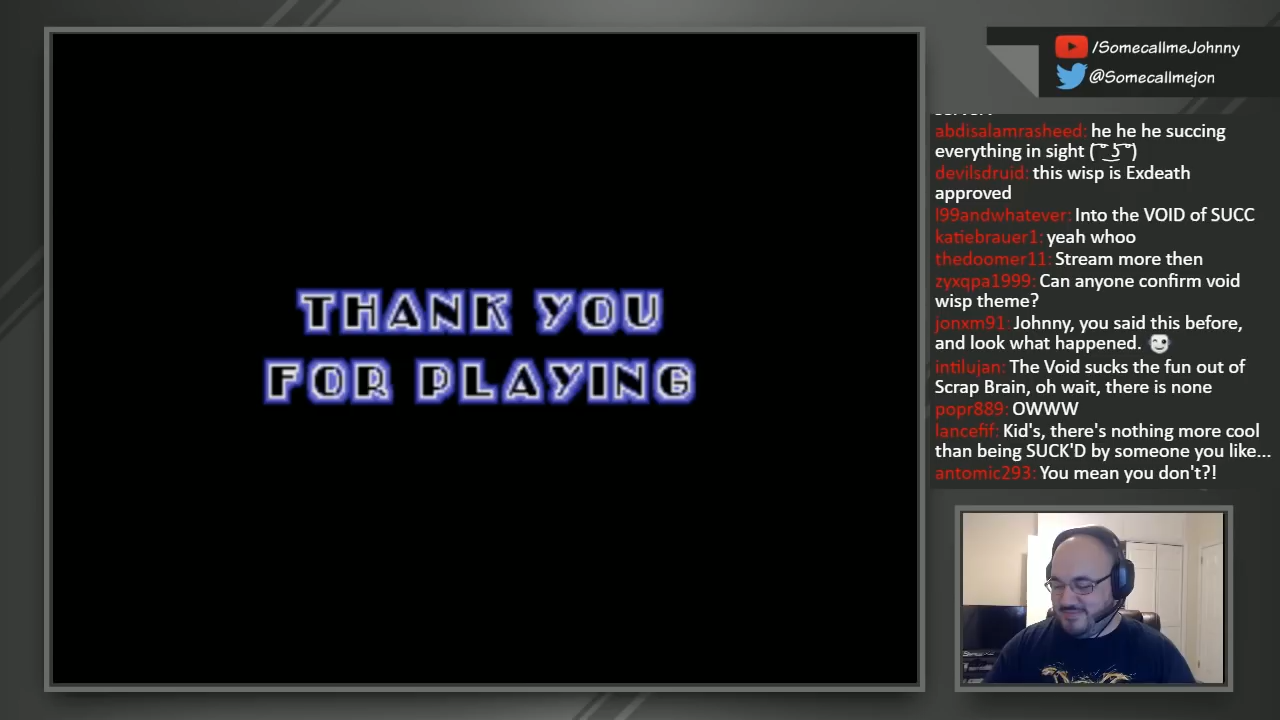 THANK YOU
FOR PLAYING
/SomecallmeJohnny
@Somecallmejon
abdisalamrasheed: he he he succing
everything in sight ( ͡° ͜ʖ ͡°)
devilsdruid: this wisp is Exdeath
approved
l99andwhatever: Into the VOID of SUCC
katiebrauer1: yeah whoo
thedoomer11: Stream more then
zyxqpa1999: Can anyone confirm void
wisp theme?
jonxm91: Johnny, you said this before,
and look what happened.
intilujan: The Void sucks the fun out of
Scrap Brain, oh wait, there is none
popr889: OWWW
lancefif: Kid's, there's nothing more cool
than being SUCK'D by someone you like...
antomic293: You mean you don't?!